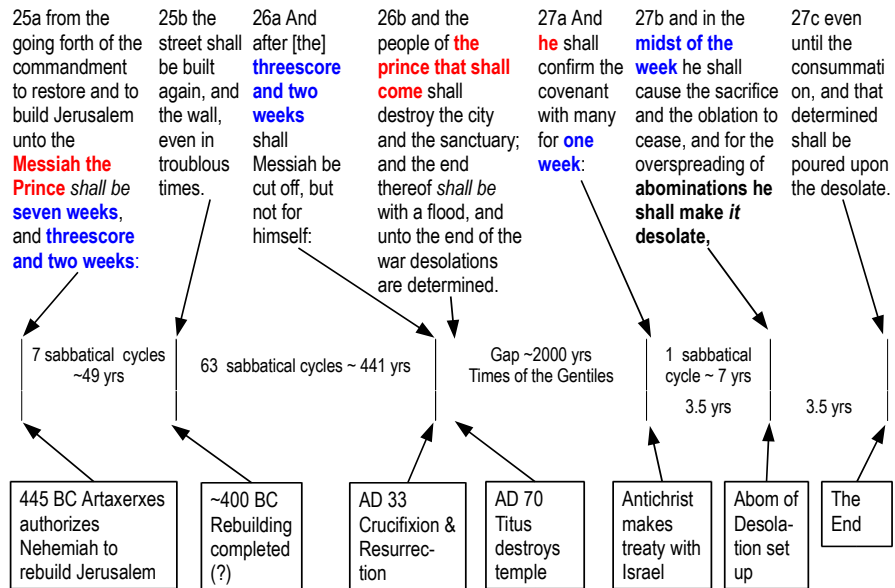 25a from the
going forth of the
commandment
to restore and to
build Jerusalem
unto the
Messiah the
Prince shall be
seven weeks,
and threescore
and two weeks:
25b the
street shall
be built
again, and
the wall,
even in
troublous
times.
26a And
after [the]
threescore
and two
weeks
shall
Messiah be
cut off, but
not for
himself:
26b and the
people of the
prince that shall
come shall
destroy the city
and the sanctuary;
and the end
thereof shall be
with a flood, and
unto the end of the
war desolations
are determined.
27a And
he shall
confirm the
covenant
with many
for one
week:
27b and in the
midst of the
week he shall
cause the sacrifice
and the oblation to
cease, and for the
overspreading of
abominations he
shall make it
desolate,
27c even
until the
consummati
on, and that
determined
shall be
poured upon
the desolate.
7 sabbatical cycles
~49 yrs
63 sabbatical cycles ~ 441 yrs
Gap ~2000 yrs
Times of the Gentiles
1 sabbatical
cycle ~ 7 yrs
3.5 yrs
3.5 yrs
445 BC Artaxerxes
authorizes
Nehemiah to
rebuild Jerusalem
~400 BC
Rebuilding
completed
(?)
AD 33
Crucifixion &
Resurrec-
tion
AD 70
Titus
destroys
temple
Antichrist
makes
treaty with
Israel
Abom of
Desola-
tion set
up
The
End